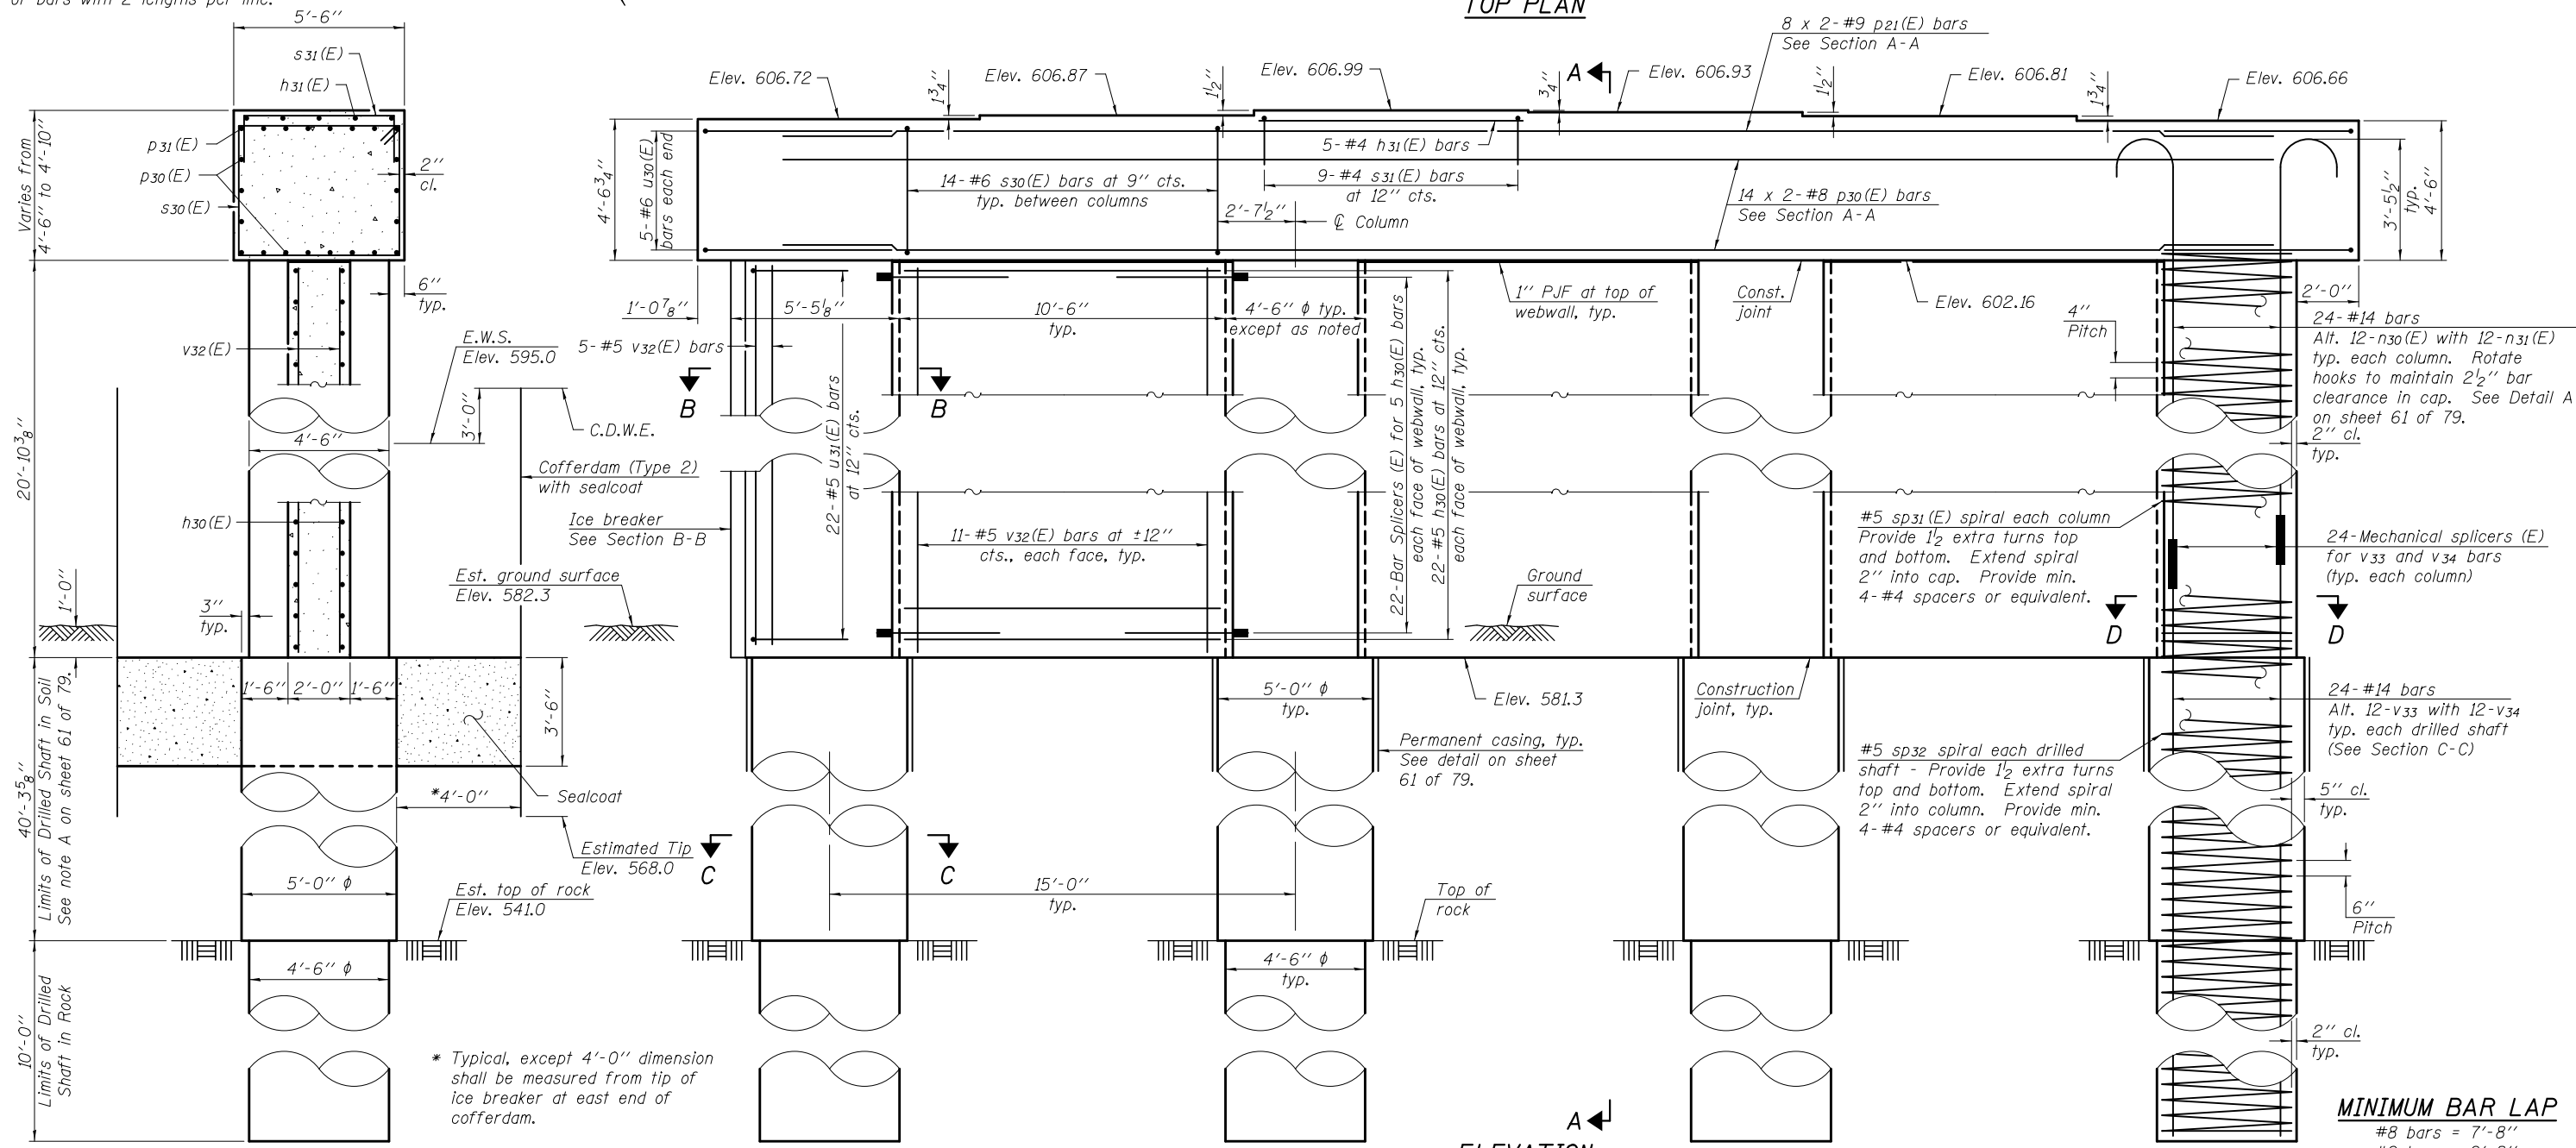 of bars with 2 lengths per line.
TOP PLAN
5'-6"
s31(E)
h31(E)
p31(E)
p30(E)
s30(E)
2"
cl.
Varies from
4'-6" to 4'-10"
6"
typ.
20'-10 3/8"
v32(E)
E.W.S.
Elev. 595.0
4'-6"
3'-0"
C.D.W.E.
Cofferdam (Type 2)
with sealcoat
h30(E)
Ice breaker
See Section B-B
Est. ground surface
Elev. 582.3
1'-0"
3"
typ.
1'-6"
2'-0"
1'-6"
3'-6"
40'-3 5/8"
Limits of Drilled Shaft in Soil
See note A on sheet 61 of 79.
*4'-0"
Sealcoat
Estimated Tip
Elev. 568.0
5'-0" ϕ
Est. top of rock
Elev. 541.0
4'-6" ϕ
10'-0"
Limits of Drilled
Shaft in Rock
* Typical, except 4'-0" dimension
shall be measured from tip of
ice breaker at east end of
cofferdam.
Elev. 606.72
1 3/4"
Elev. 606.87
1 1/2"
Elev. 606.99
3/4"
A
Elev. 606.93
8 x 2-#9 p21(E) bars
See Section A-A
1 1/2"
Elev. 606.81
1 3/4"
Elev. 606.66
4'-6 3/4"
5-#6 u30(E)
bars each end
14-#6 s30(E) bars at 9" cts.
typ. between columns
5-#4 h31(E) bars
9-#4 s31(E) bars
at 12" cts.
2'-7 1/2"
℄ Column
14 x 2-#8 p30(E) bars
See Section A-A
3'-5 1/2"
typ.
4'-6"
1'-0 7/8"
5'-5 1/8"
10'-6"
typ.
4'-6" ϕ typ.
except as noted
1" PJF at top of
webwall, typ.
Const.
joint
Elev. 602.16
2'-0"
4"
Pitch
24-#14 bars
Alt. 12-n30(E) with 12-n31(E)
typ. each column. Rotate
hooks to maintain 2 1/2" bar
clearance in cap. See Detail A
on sheet 61 of 79.
2" cl.
typ.
5-#5 v32(E) bars
B
B
22-#5 u31(E) bars
at 12" cts.
22-Bar Splicers (E) for 5 h30(E) bars
each face of webwall, typ.
22-#5 h30(E) bars at 12" cts.
each face of webwall, typ.
11-#5 v32(E) bars at ±12"
cts., each face, typ.
Ground
surface
#5 sp31(E) spiral each column
Provide 1 1/2 extra turns top
and bottom. Extend spiral
2" into cap. Provide min.
4-#4 spacers or equivalent.
24-Mechanical splicers (E)
for v33 and v34 bars
(typ. each column)
D
D
5'-0" ϕ
typ.
Elev. 581.3
Construction
joint, typ.
24-#14 bars
Alt. 12-v33 with 12-v34
typ. each drilled shaft
(See Section C-C)
Permanent casing, typ.
See detail on sheet
61 of 79.
#5 sp32 spiral each drilled
shaft - Provide 1 1/2 extra turns
top and bottom. Extend spiral
2" into column. Provide min.
4-#4 spacers or equivalent.
5" cl.
typ.
C
C
15'-0"
typ.
Top of
rock
6"
Pitch
4'-6" ϕ
typ.
2" cl.
typ.
A
MINIMUM BAR LAP
#8 bars = 7'-8"
ELEVATION